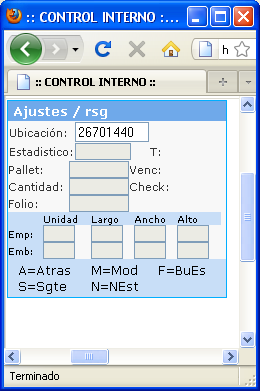 :: CONTROL INTERNO ::...
h
:: CONTROL INTERNO ::
Ajustes / rsg
Ubicación: 26701440
Estadistico: T:
Pallet: Venc:
Cantidad: Check:
Folio:
Unidad Largo Ancho Alto
Emp:
Emb:
A=Atras M=Mod F=BuEs
S=Sgte N=NEst
Terminado